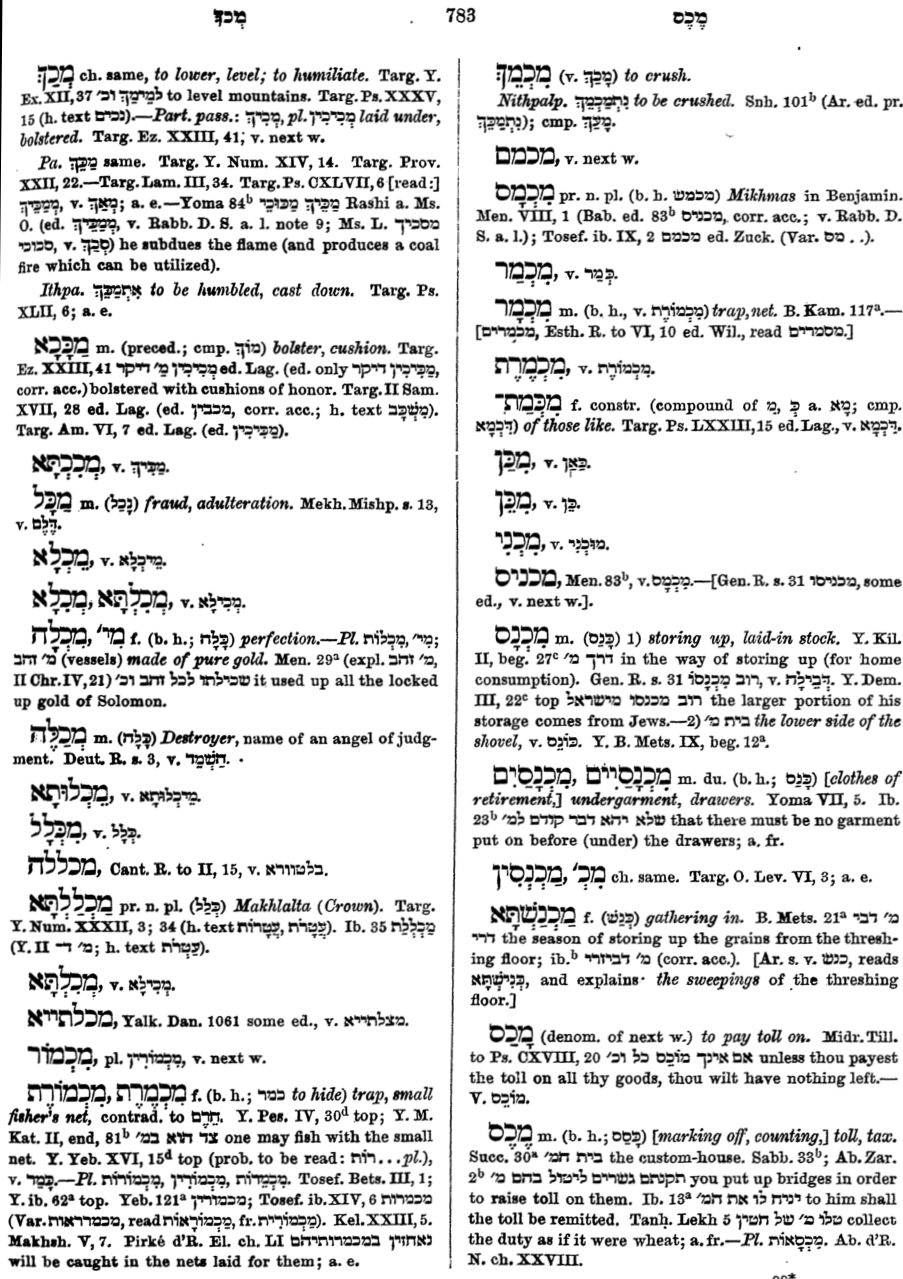 מְכַךְ 783 מֶכֶס
מְכַךְ ch. same, to lower, level; to humiliate. Targ. Y.
Ex. XII, 37 למימך וכ׳ to level mountains. Targ. Ps. XXXV,
15 (h. text נכים).—Part. pass.: מְכִיךְ, pl. מְכִיכִין laid under,
bolstered. Targ. Ez. XXIII, 41; v. next w.
Pa. מַכֵּךְ same. Targ. Y. Num. XIV, 14. Targ. Prov.
XXII, 22.—Targ. Lam. III, 34. Targ. Ps. CXLVII, 6 [read:]
מְמַכֵּיךְ, v. מְאַךְ; a. e.—Yoma 84b מַכֵּיךְ מַכּוּכֵי Rashi a. Ms.
O. (ed. מְמַכֵּיךְ, v. Rabb. D. S. a. l. note 9; Ms. L. מסכיך
סכוכי, v. סְכַךְ) he subdues the flame (and produces a coal
fire which can be utilized).
Ithpa. אִתְמַכֵּךְ to be humbled, cast down. Targ. Ps.
XLII, 6; a. e.
מַכָּכָא m. (preced.; cmp. מוֹךְ) bolster, cushion. Targ.
Ez. XXIII, 41 מְכִיכִין מ׳ דיקר ed. Lag. (ed. only מַכִּיכִין דיקר,
corr. acc.) bolstered with cushions of honor. Targ. II Sam.
XVII, 28 ed. Lag. (ed. מכבין, corr. acc.; h. text מִשְׁכָּב).
Targ. Am. VI, 7 ed. Lag. (ed. מַכִּיכִין).
מְכִכְתָּא, v. מַכִּיךְ.
מַכָּל m. (נָכַל) fraud, adulteration. Mekh. Mishp. s. 13,
v. דֶּלֶם.
מֵכְלָא, v. מֵיכְלָא.
מְכִלְתָּא, מְכִלָא, v. מְכִילָא.
מִי׳, מִכְלָה f. (b. h.; כָּלָה) perfection.—Pl. מִי׳, מִכְלוֹת;
מ׳ זהב (vessels) made of pure gold. Men. 29a (expl. מ׳ זהב,
II Chr. IV, 21) שכילתו לכל זהב וכ׳ it used up all the locked
up gold of Solomon.
מְכַלֶּה m. (כָּלָה) Destroyer, name of an angel of judg-
ment. Deut. R. s. 3, v. חַשְׁמַד.
מִכְלוּתָא, v. מֵיכְלוּתָא.
מִכְּלָל, v. כְּלָל.
מכללה, Cant. R. to II, 15, v. בלטוורא.
מַכְלַלְתָּא pr. n. pl. (כְּלַל) Makhlalta (Crown). Targ.
Y. Num. XXXII, 3; 34 (h. text עֲטָרֹת, עֲטָרוֹת). Ib. 35 מַכְלְלַת
(Y. II מ׳ די; h. text עַטְרֹת).
מְכִלְתָּא, v. מְכִילָא.
מכלתייא, Yalk. Dan. 1061 some ed., v. מצלתייא.
מִכְמוֹר, pl. מִכְמוֹרִין, v. next w.
מִכְמֶרֶת, מִכְמוֹרֶת f. (b. h.; כמר to hide) trap, small
fisher's net, contrad. to חֵרֶם. Y. Pes. IV, 30d top; Y. M.
Kat. II, end, 81b צד הוא במ׳ one may fish with the small
net. Y. Yeb. XVI, 15d top (prob. to be read: רוֹת... pl.),
v. כָּמַר.—Pl. מִכְמָרוֹת, מִכְמוֹרִין, מִכְמוֹרוֹת. Tosef. Bets. III, 1;
Y. ib. 62a top. Yeb. 121a מכמורין; Tosef. ib. XIV, 6 מכמרות
(Var. מכמרראות, read מִכְמוֹרָאוֹת, fr. מִכְמוֹרִית). Kel. XXIII, 5.
Makhsh. V, 7. Pirké d'R. El. ch. LI נאחזין במכמרותיהם
will be caught in the nets laid for them; a. e.
מִכְמֵךְ (v. מָכַךְ) to crush.
Nithpalp. נִתְמַכְמֵךְ to be crushed. Snh. 101b (Ar. ed. pr.
נִתְמַכֵּךְ); cmp. מָעַךְ.
מכמם, v. next w.
מִכְמָס pr. n. pl. (b. h. מכמש) Mikhmas in Benjamin.
Men. VIII, 1 (Bab. ed. 83b מכניס, corr. acc.; v. Rabb. D.
S. a. l.); Tosef. ib. IX, 2 מכמם ed. Zuck. (Var. מס . .).
מִכְמַר, v. כְּמַר.
מִכְמָר m. (b. h., v. מִכְמוֹרֶת) trap, net. B. Kam. 117a.—
[מכמרים, Esth. R. to VI, 10 ed. Wil., read מסמרים.]
מִכְמֶרֶת, v. מִכְמוֹרֶת.
מִכְּמַת־ f. constr. (compound of מִ, כְּ a. מָא; cmp.
דִּכְמָא) of those like. Targ. Ps. LXXIII, 15 ed. Lag., v. דִּכְמָא.
מִכַּן, v. כַּאן.
מִכֵּן, v. כֵּן.
מִכְנִי, v. מוּכְנִי.
מכניס, Men. 83b, v. מִכְמָס.—[Gen. R. s. 31 מכניסו, some
ed., v. next w.].
מִכְנָס m. (כָּנַס) 1) storing up, laid-in stock. Y. Kil.
II, beg. 27c דרך מ׳ in the way of storing up (for home
consumption). Gen. R. s. 31 רוב מִכְנָסוֹ, v. דְּבֵילָה. Y. Dem.
III, 22c top רוב מכנסו מישראל the larger portion of his
storage comes from Jews.—2) בית מ׳ the lower side of the
shovel, v. כּוֹנֵס. Y. B. Mets. IX, beg. 12a.
מִכְנָסַיִים, מִכְנָסַיִם m. du. (b. h.; כָּנַס) [clothes of
retirement,] undergarment, drawers. Yoma VII, 5. Ib.
23b שלא יהא דבר קודם למ׳ that there must be no garment
put on before (under) the drawers; a. fr.
מִכְ׳, מַכְנְסִין ch. same. Targ. O. Lev. VI, 3; a. e.
מַכְנַשְׁתָּא f. (כְּנַשׁ) gathering in. B. Mets. 21a מ׳ דבי
דרי the season of storing up the grains from the thresh-
ing floor; ib.b מ׳ דביזרי (corr. acc.). [Ar. s. v. כנש, reads
כְּנִישְׁתָּא, and explains the sweepings of the threshing
floor.]
מָכַס (denom. of next w.) to pay toll on. Midr. Till.
to Ps. CXVIII, 20 אם אינך מוכס כל וכ׳ unless thou payest
the toll on all thy goods, thou wilt have nothing left.—
V. מוֹכֵס.
מֶכֶס m. (b. h.; כָּסַס) [marking off, counting,] toll, tax.
Succ. 30a בית המ׳ the custom-house. Sabb. 33b; Ab. Zar.
2b תקנתם גשרים ליטול בהם מ׳ you put up bridges in order
to raise toll on them. Ib. 13a יניח לו את המ׳ to him shall
the toll be remitted. Tanḥ. Lekh 5 טלו מ׳ של חטין collect
the duty as if it were wheat; a. fr.—Pl. מִכְסָאוֹת. Ab. d'R.
N. ch. XXVIII.